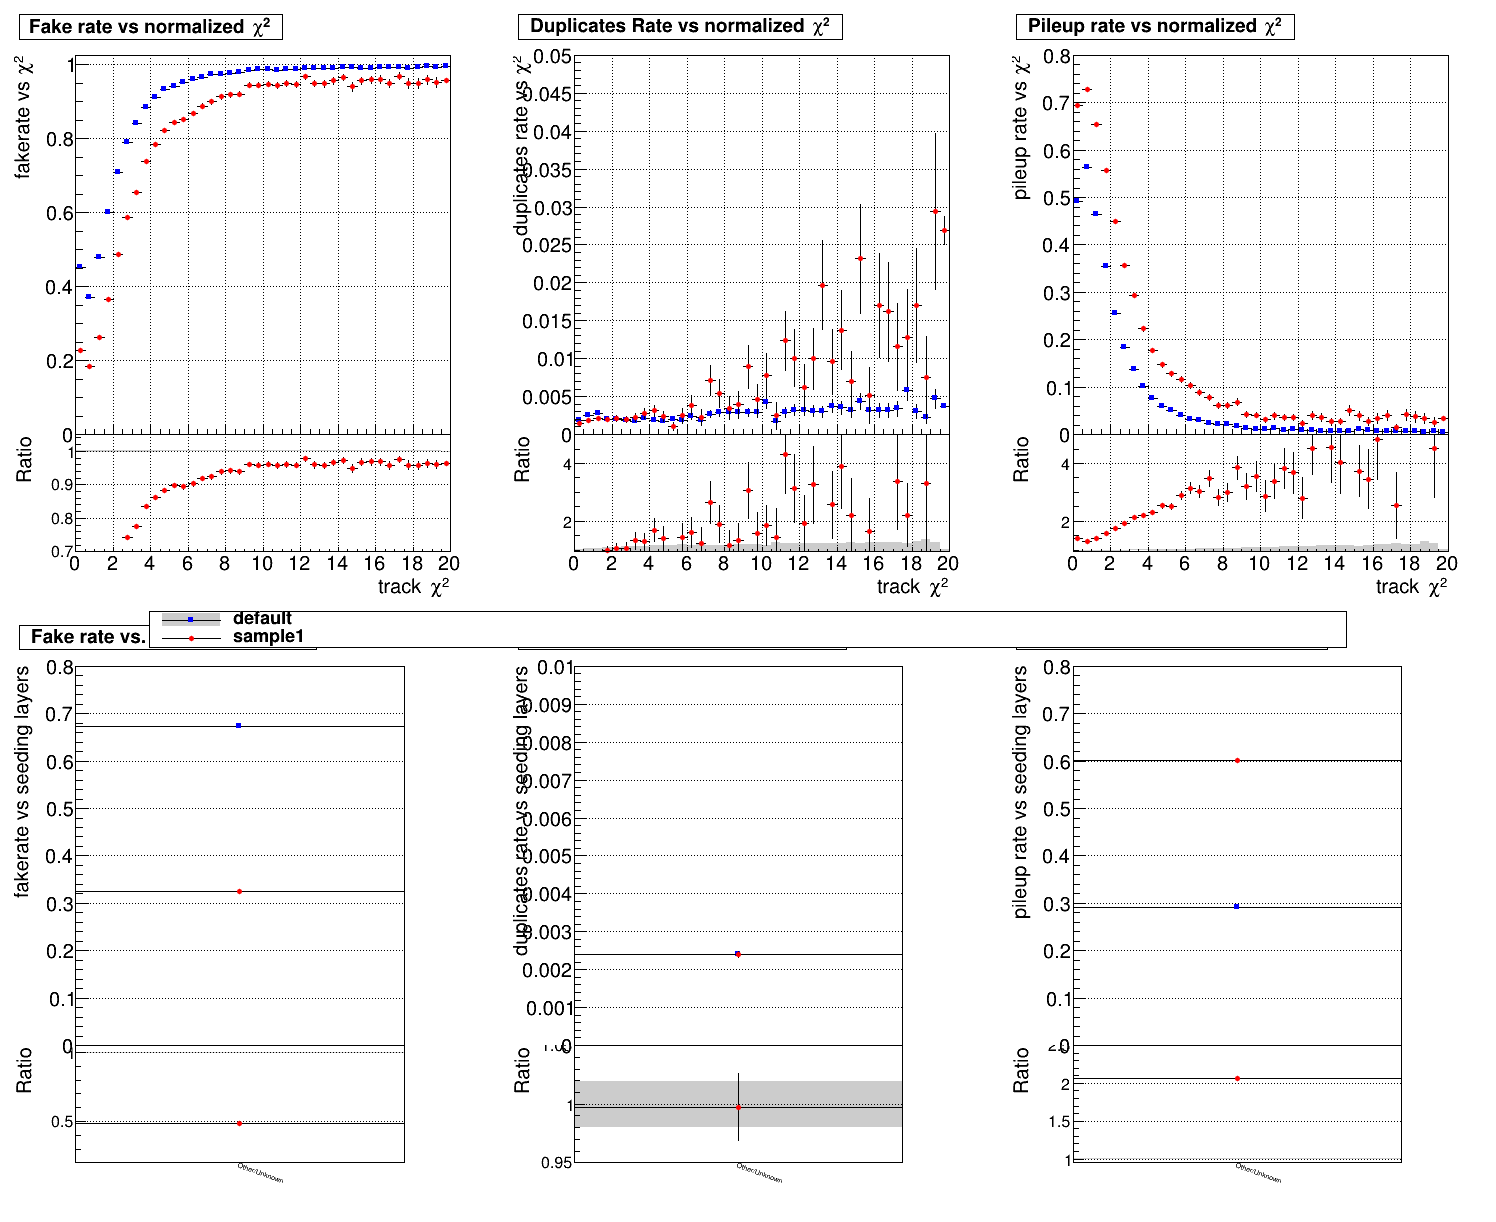 Fake rate vs normalized χ²
fakerate vs χ²
1
0.8
0.6
0.4
0.2
0
Ratio
1
0.9
0.8
0.7
0 2 4 6 8 10 12 14 16 18 20
track χ²
Duplicates Rate vs normalized χ²
duplicates rate vs χ²
0.05
0.045
0.04
0.035
0.03
0.025
0.02
0.015
0.01
0.005
0
Ratio
4
2
0 2 4 6 8 10 12 14 16 18 20
track χ²
Pileup rate vs normalized χ²
pileup rate vs χ²
0.8
0.7
0.6
0.5
0.4
0.3
0.2
0.1
0
Ratio
4
2
0 2 4 6 8 10 12 14 16 18 20
track χ²
default
sample1
Fake rate vs.
fakerate vs seeding layers
0.8
0.7
0.6
0.5
0.4
0.3
0.2
0.1
0
Ratio
1
0.5
Other/Unknown
duplicates rate vs seeding layers
0.01
0.009
0.008
0.007
0.006
0.005
0.004
0.003
0.002
0.001
0
Ratio
1
0.95
Other/Unknown
pileup rate vs seeding layers
0.8
0.7
0.6
0.5
0.4
0.3
0.2
0.1
0
Ratio
2
1.5
1
Other/Unknown